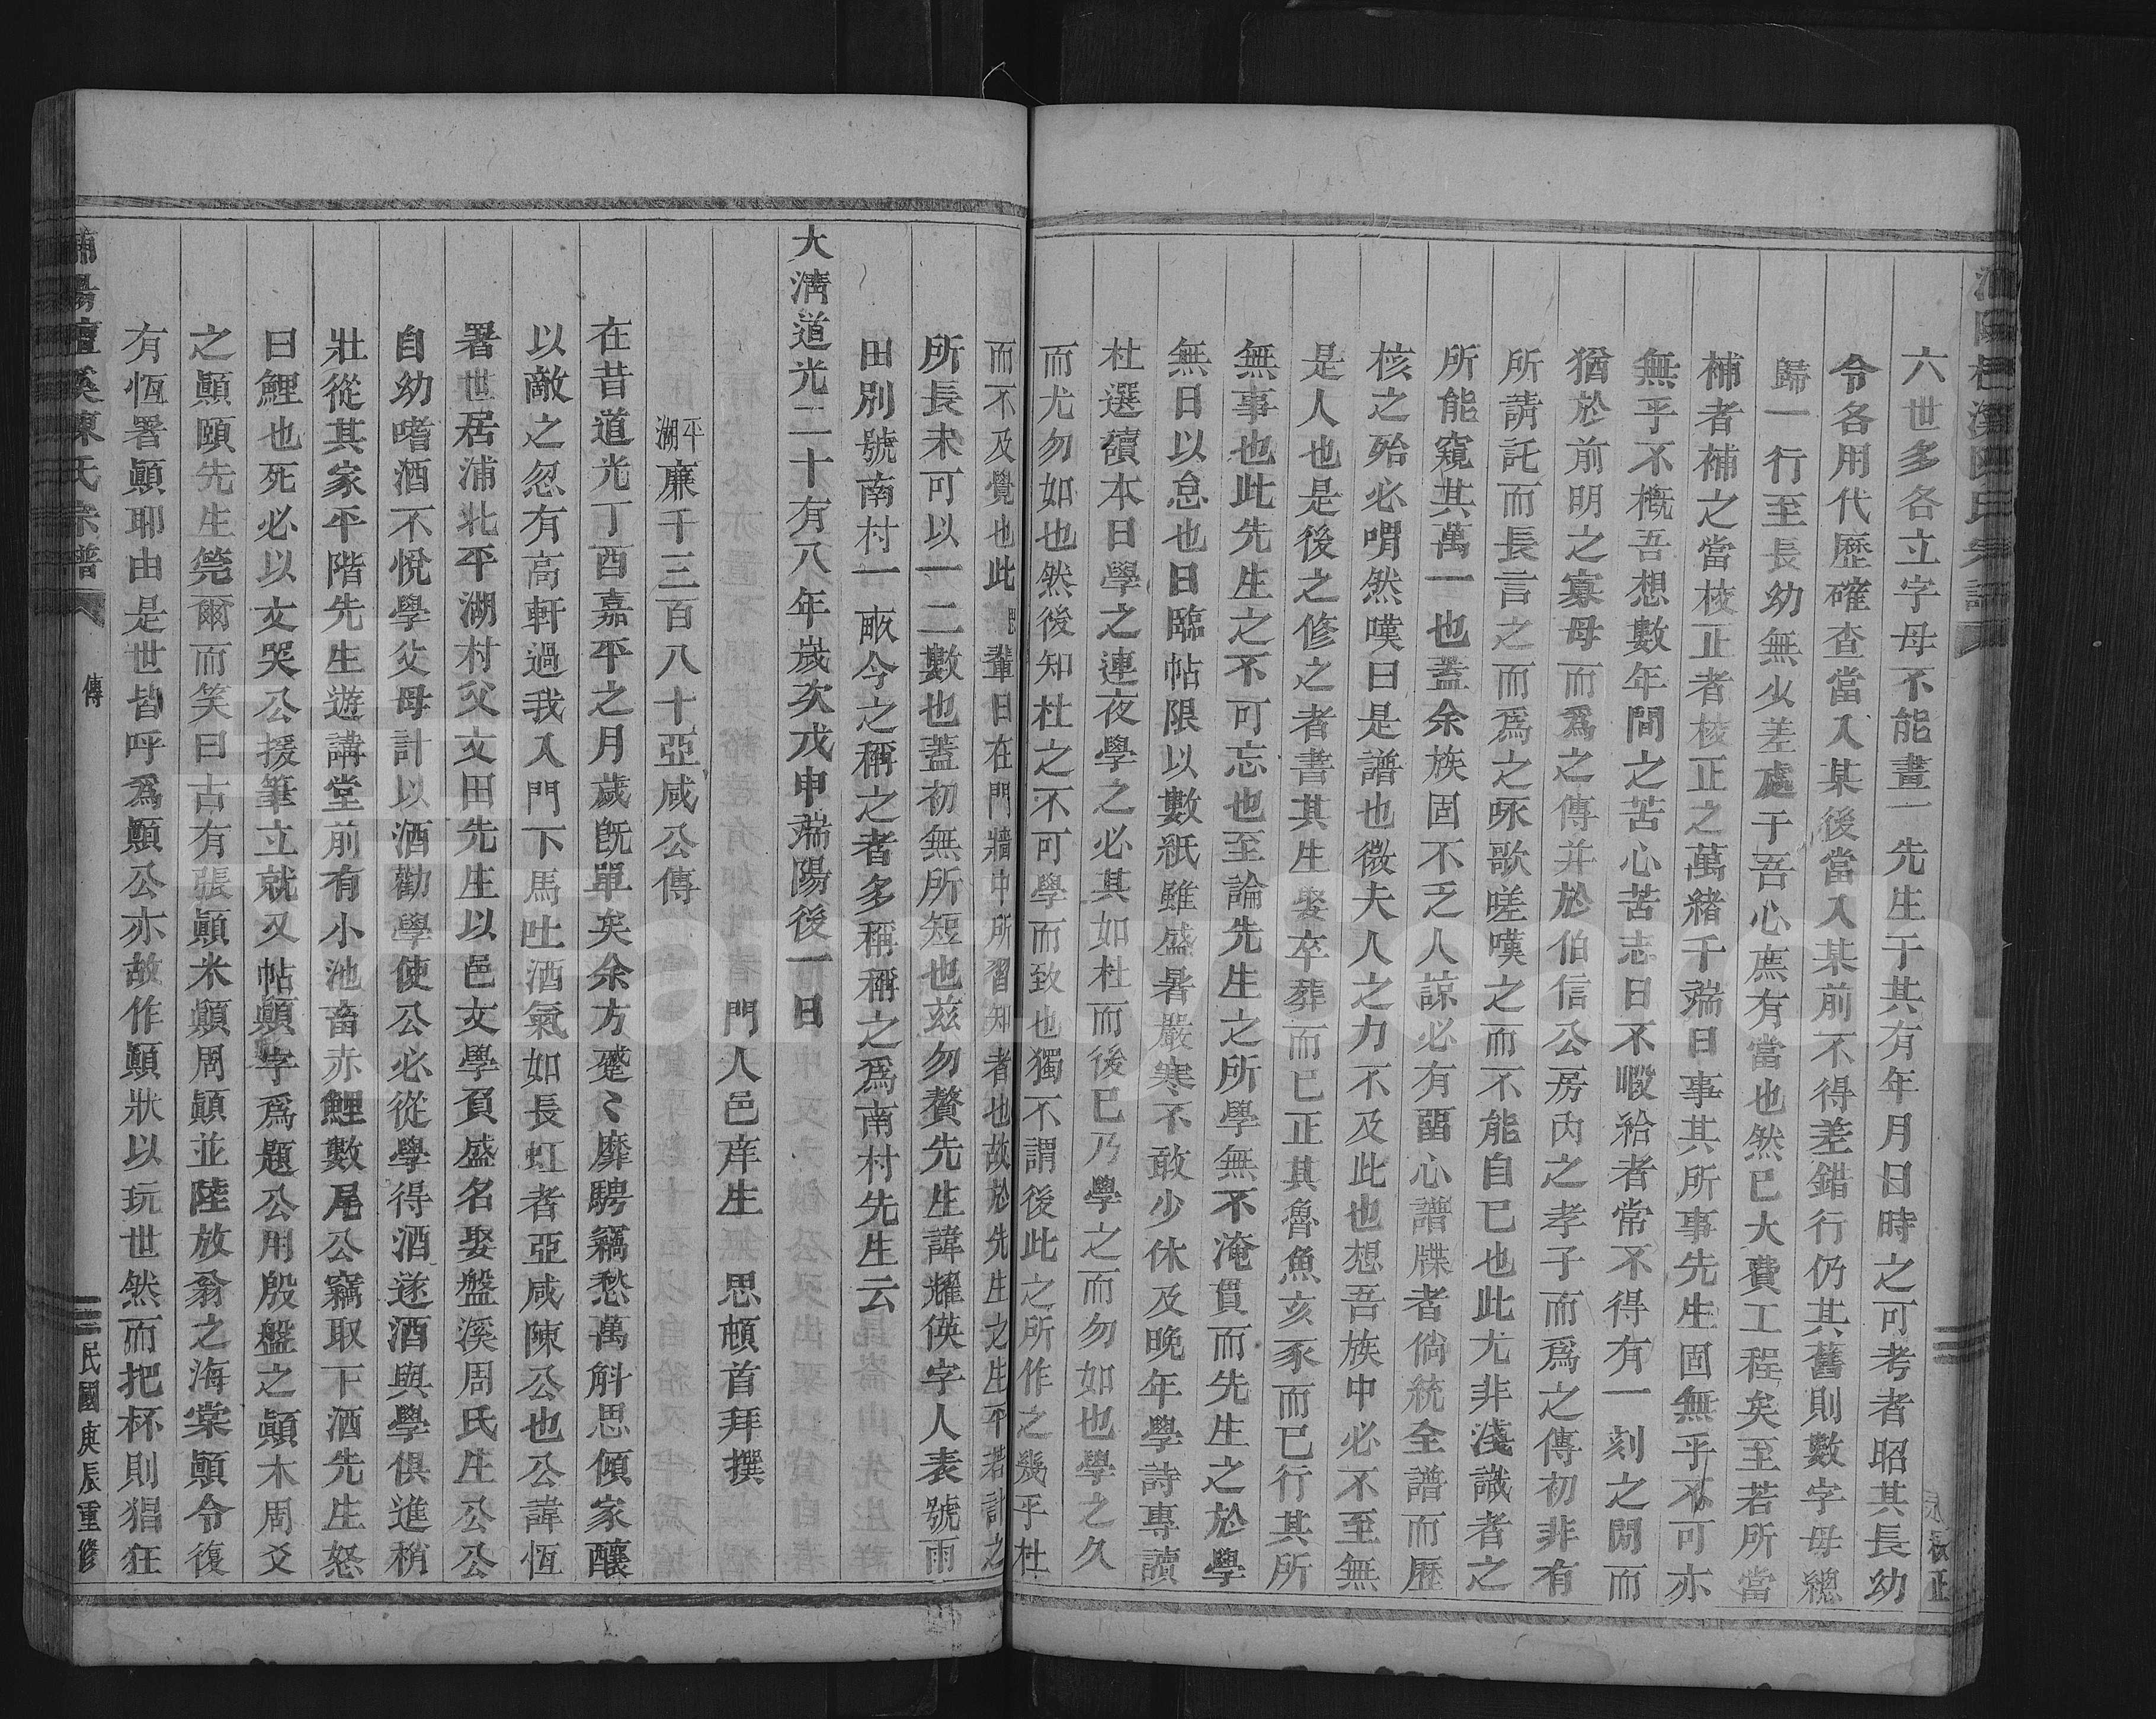 六世多各立字母不能畫一先生于其有年月日時之可考者昭其長幼
令各用代歷確查當入某後當入某前不得差錯行仍其舊則數字母總
歸一行至長幼無少差處于吾心庶有當也然已大費工程矣至若所當
補者補之當校正者校正之萬緒千端日事其所事先生固無乎不可亦
無乎不概吾想數年間之苦心苦志日不暇給者常不得有一刻之閒而
猶於前明之寡母而爲之傳并於伯信公房內之孝子而爲之傳初非有
所請託而長言之而爲之咏歌嗟嘆之而不能自已也此尤非淺識者之
所能窺其萬一也蓋余族固不乏人諒必有留心譜牒者倘統全譜而歷
核之殆必喟然嘆曰是譜也微夫人之力不及此也想吾族中必不至無
是人也是後之修之者書其生娶卒葬而已正其魯魚亥豕而已行其所
無事也此先生之不可忘也至論先生之所學無不淹貫而先生之於學
無日以怠也日臨帖限以數紙雖盛暑嚴寒不敢少休及晚年學詩專讀
杜選讀本日學之連夜學之必其如杜而後已乃學之而勿如也學之久
而尤勿如也然後知杜之不可學而致也獨不謂後此之所作之幾乎杜
而不及覺也此思輩日在門牆中所習知者也故於先生之生平若計之
所長未可以一二數也蓋初無所短也茲勿贅先生諱燿偀字人表號雨
田別號南村一畝今之稱之者多稱稱之爲南村先生云
大清道光二十有八年歲次戊申端陽後一日
門人邑庠生 思頓首拜撰
平湖廉千三百八十亞咸公傳
在昔道光丁酉嘉平之月歲既單矣余方蹙〻靡騁竊愁萬斛思傾家釀
以敵之忽有高軒過我入門下馬吐酒氣如長虹者亞咸陳公也公諱恆
署世居浦北平湖村父文田先生以邑文學負盛名娶盤溪周氏生公公
自幼嗜酒不悅學父母計以酒勸學使公必從學得酒遂酒與學俱進稍
壯從其家平階先生遊講堂前有小池畜赤鯉數尾公竊取下酒先生怒
曰鯉也死必以文哭公援筆立就又帖顛字爲題公用殷盤之顛木周爻
之顛頤先生筦爾而笑曰古有張顛米顛周顛並陸放翁之海棠顛令復
有恆署顛耶由是世皆呼爲顛公亦故作顛狀以玩世然而把杯則猖狂
浦陽檀溪陳氏宗譜
傳
民國庚辰重修